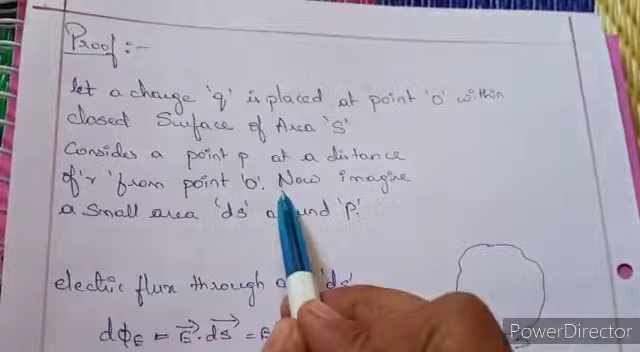 Proof :-
let a charge 'q' is placed at point 'O' within
closed Surface of Area 'S'
Consider a point p at a distance
of 'r' from point 'O'. Now imagine
a small area 'ds' around 'p'.
electric flux through 'ds'
dϕE = E⃗ . ds⃗ = E
PowerDirector